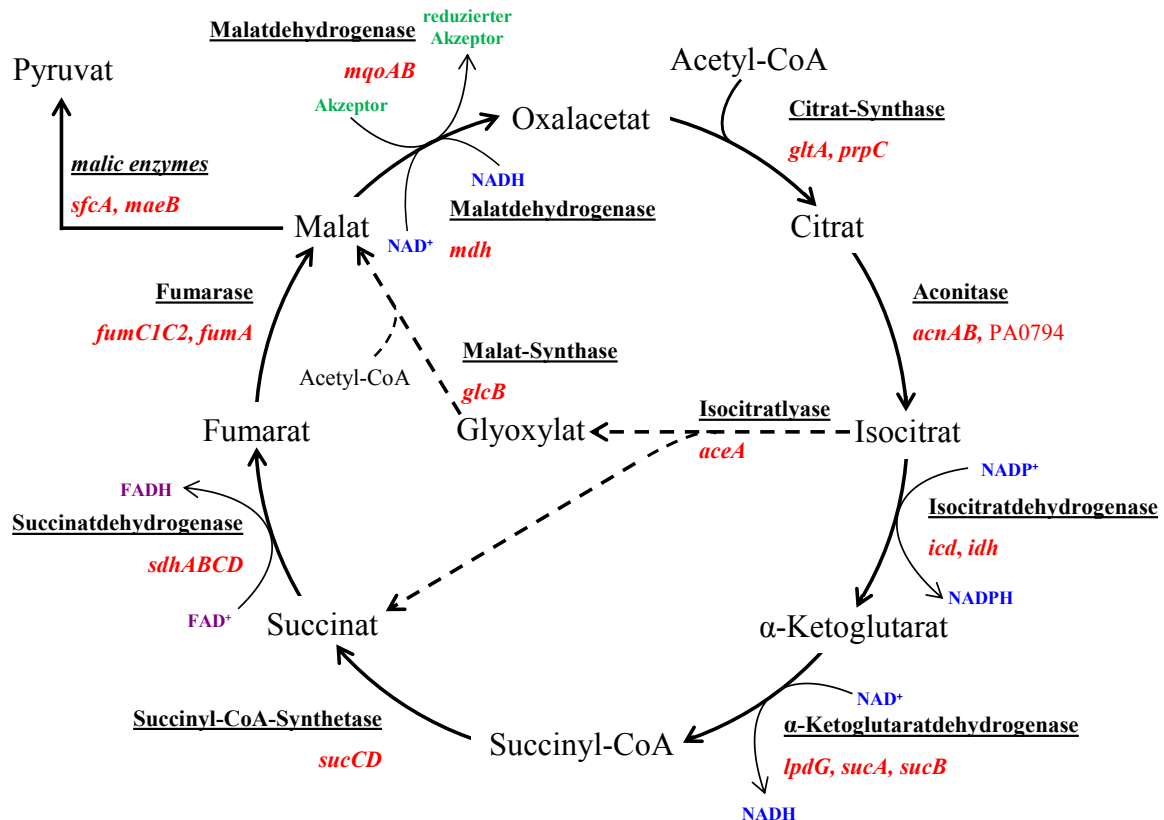 Malatdehydrogenase
reduzierter
Akzeptor
mqoAB
Pyruvat
Acetyl-CoA
Akzeptor
Oxalacetat
Citrat-Synthase
gltA, prpC
malic enzymes
sfcA, maeB
NADH
Malatdehydrogenase
mdh
NAD⁺
Malat
Citrat
Fumarase
fumC1C2, fumA
Aconitase
acnAB, PA0794
Acetyl-CoA
Malat-Synthase
glcB
Isocitratlyase
aceA
Fumarat
Glyoxylat
Isocitrat
FADH
Succinatdehydrogenase
sdhABCD
FAD⁺
NADP⁺
Isocitratdehydrogenase
icd, idh
NADPH
Succinat
α-Ketoglutarat
Succinyl-CoA-Synthetase
sucCD
Succinyl-CoA
NAD⁺
α-Ketoglutaratdehydrogenase
lpdG, sucA, sucB
NADH